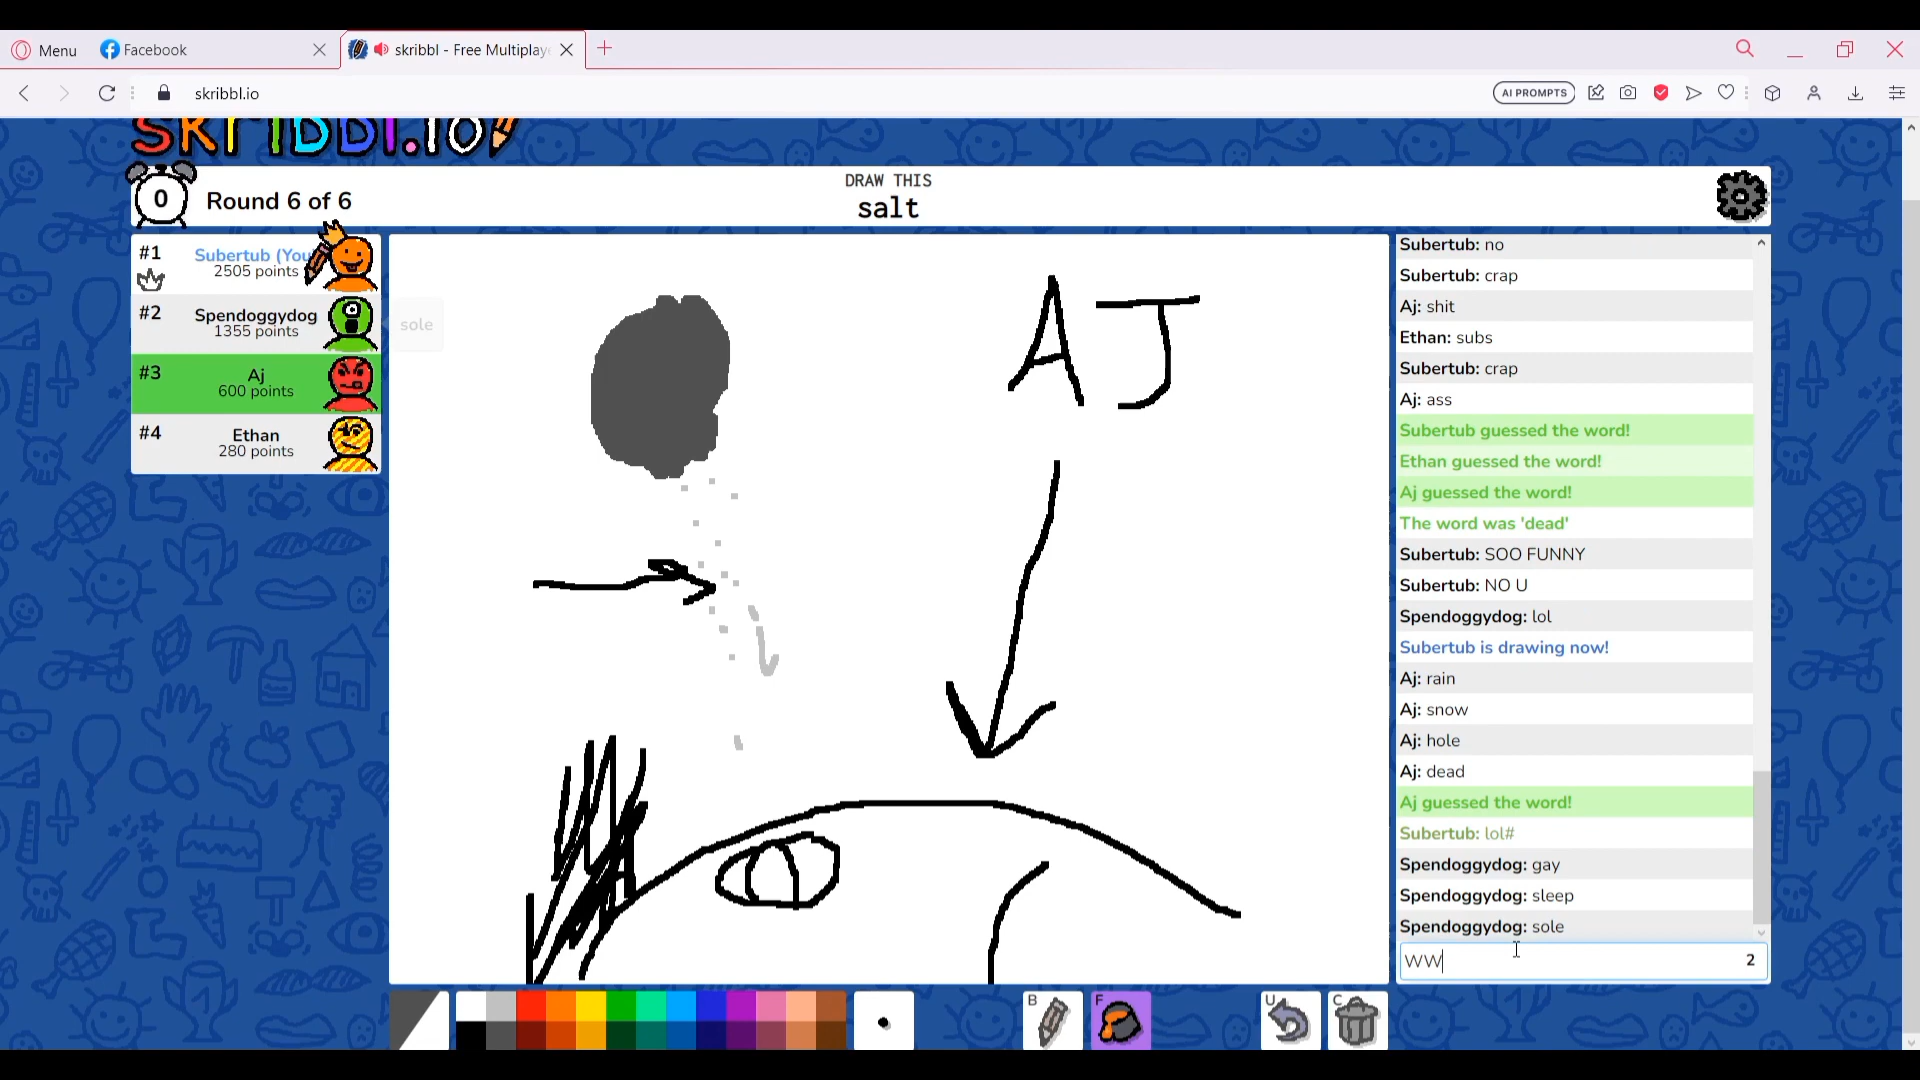 Menu
Facebook
skribbl - Free Multiplay
skribbl.io
AI PROMPTS
SKRIBBL.IO
0
Round 6 of 6
DRAW THIS
salt
#1
Subertub (You
2505 points
#2
Spendoggydog
1355 points
#3
Aj
600 points
#4
Ethan
280 points
sole
AJ
Subertub: no
Subertub: crap
Aj: shit
Ethan: subs
Subertub: crap
Aj: ass
Subertub guessed the word!
Ethan guessed the word!
Aj guessed the word!
The word was 'dead'
Subertub: SOO FUNNY
Subertub: NO U
Spendoggydog: lol
Subertub is drawing now!
Aj: rain
Aj: snow
Aj: hole
Aj: dead
Aj guessed the word!
Subertub: lol#
Spendoggydog: gay
Spendoggydog: sleep
Spendoggydog: sole
WW
2
B
F
U
C